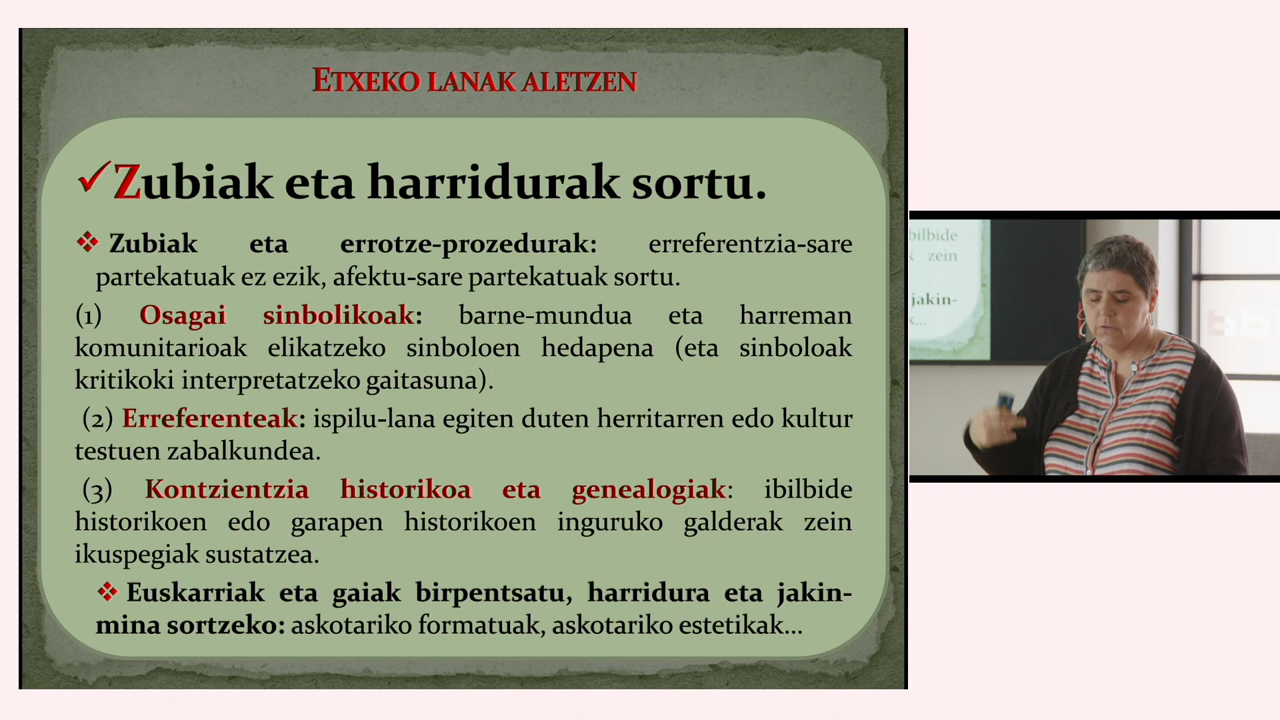 ETXEKO LANAK ALETZEN
Zubiak eta harridurak sortu.
Zubiak eta errotze-prozedurak: erreferentzia-sare
partekatuak ez ezik, afektu-sare partekatuak sortu.
(1) Osagai sinbolikoak: barne-mundua eta harreman
komunitarioak elikatzeko sinboloen hedapena (eta sinboloak
kritikoki interpretatzeko gaitasuna).
(2) Erreferenteak: ispilu-lana egiten duten herritarren edo kultur
testuen zabalkundea.
(3) Kontzientzia historikoa eta genealogiak: ibilbide
historikoen edo garapen historikoen inguruko galderak zein
ikuspegiak sustatzea.
Euskarriak eta gaiak birpentsatu, harridura eta jakin-
mina sortzeko: askotariko formatuak, askotariko estetikak...
bilbide
zein
jakin-